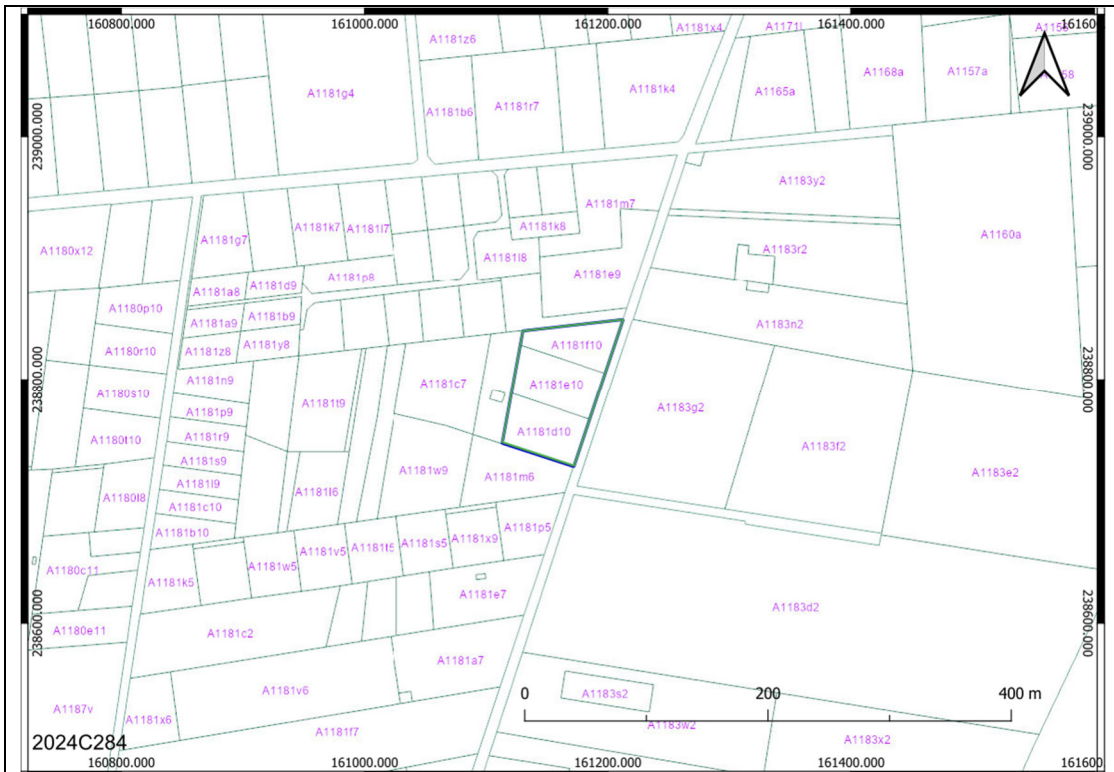 160800.000
161000.000
161200.000
161400.000
161600
A1181z6
A1181x4
A1171l
A1168a
A1157a
A1165a
A1181g4
A1181b6
A1181r7
A1181k4
239000.000
239000.000
A1183y2
A1181m7
A1181g7
A1181k7
A1181l7
A1181k8
A1160a
A1180x12
A1181l8
A1183r2
A1181p8
A1181e9
A1181a8
A1181d9
A1180p10
A1181a9
A1181b9
A1183n2
A1180r10
A1181z8
A1181y8
A1181f10
238800.000
238800.000
A1181n9
A1181c7
A1181e10
A1180s10
A1181p9
A1181t9
A1183g2
A1180t10
A1181r9
A1181d10
A1183f2
A1181s9
A1181w9
A1181m6
A1183e2
A1181l9
A1181l6
A1180l8
A1181c10
A1181b10
A1181p5
A1181x9
A1181s5
A1181t5
A1181v5
A1181w5
A1180c11
A1181k5
A1181e7
A1183d2
238600.000
238600.000
A1180e11
A1181c2
A1181a7
A1181v6
A1183s2
0
200
400 m
A1187v
A1181x6
A1181f7
A1183w2
A1183x2
2024C284
160800.000
161000.000
161200.000
161400.000
161600